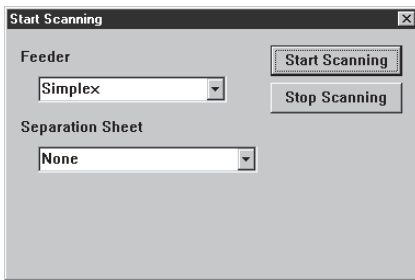 Start Scanning
Feeder
Simplex
Separation Sheet
None
Start Scanning
Stop Scanning